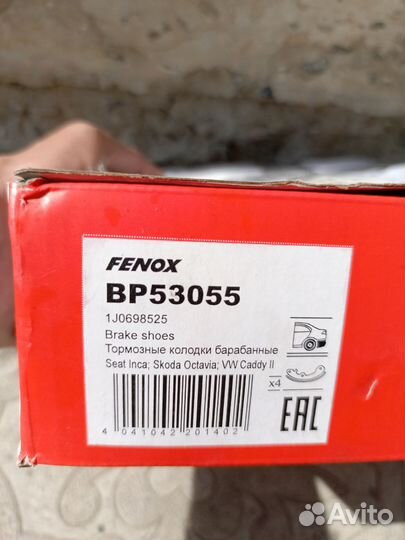 FENOX
BP53055
1J0698525
Brake shoes
Тормозные колодки барабанные
Seat Inca; Skoda Octavia; VW Caddy II
x4
EAC
4 041042 201402
Avito